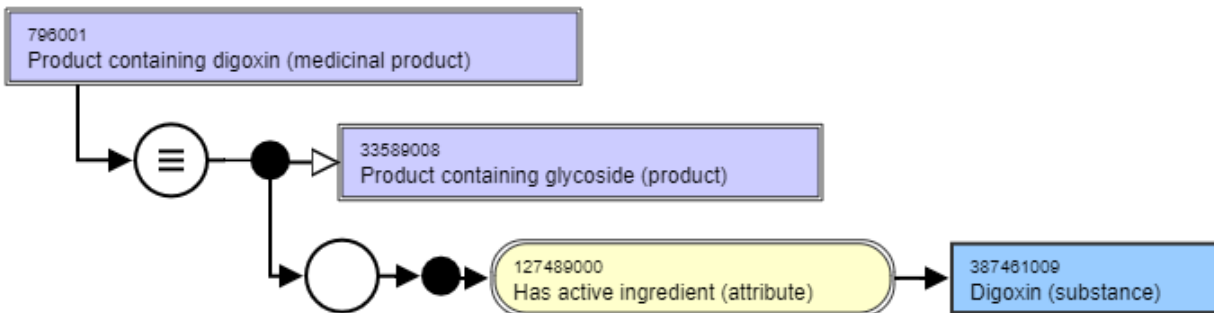 796001
Product containing digoxin (medicinal product)
33589008
Product containing glycoside (product)
127489000
Has active ingredient (attribute)
387461009
Digoxin (substance)